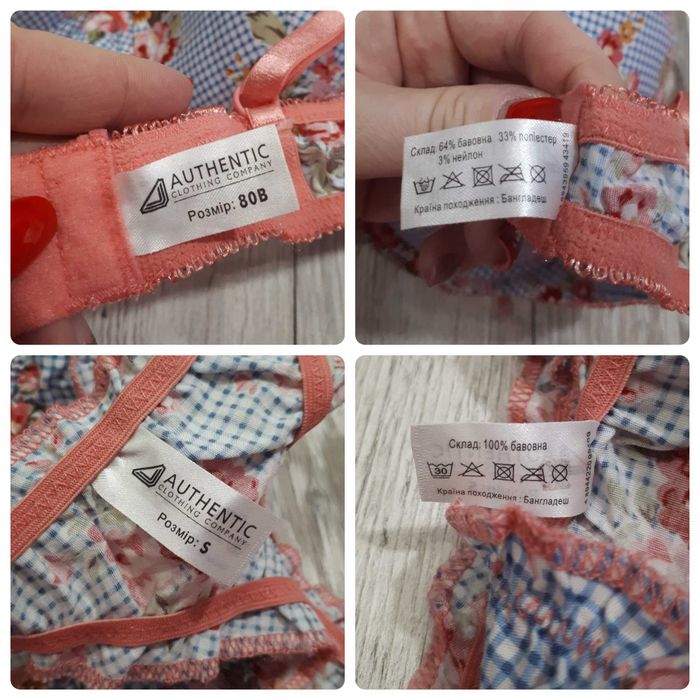 AUTHENTIC
CLOTHING COMPANY
Розмір: 80B
Склад: 64% бавовна 33% поліестер
3% нейлон
Країна походження : Бангладеш
AUTHENTIC
CLOTHING COMPANY
Розмір: S
Склад: 100% бавовна
30
Країна походження : Бангладеш